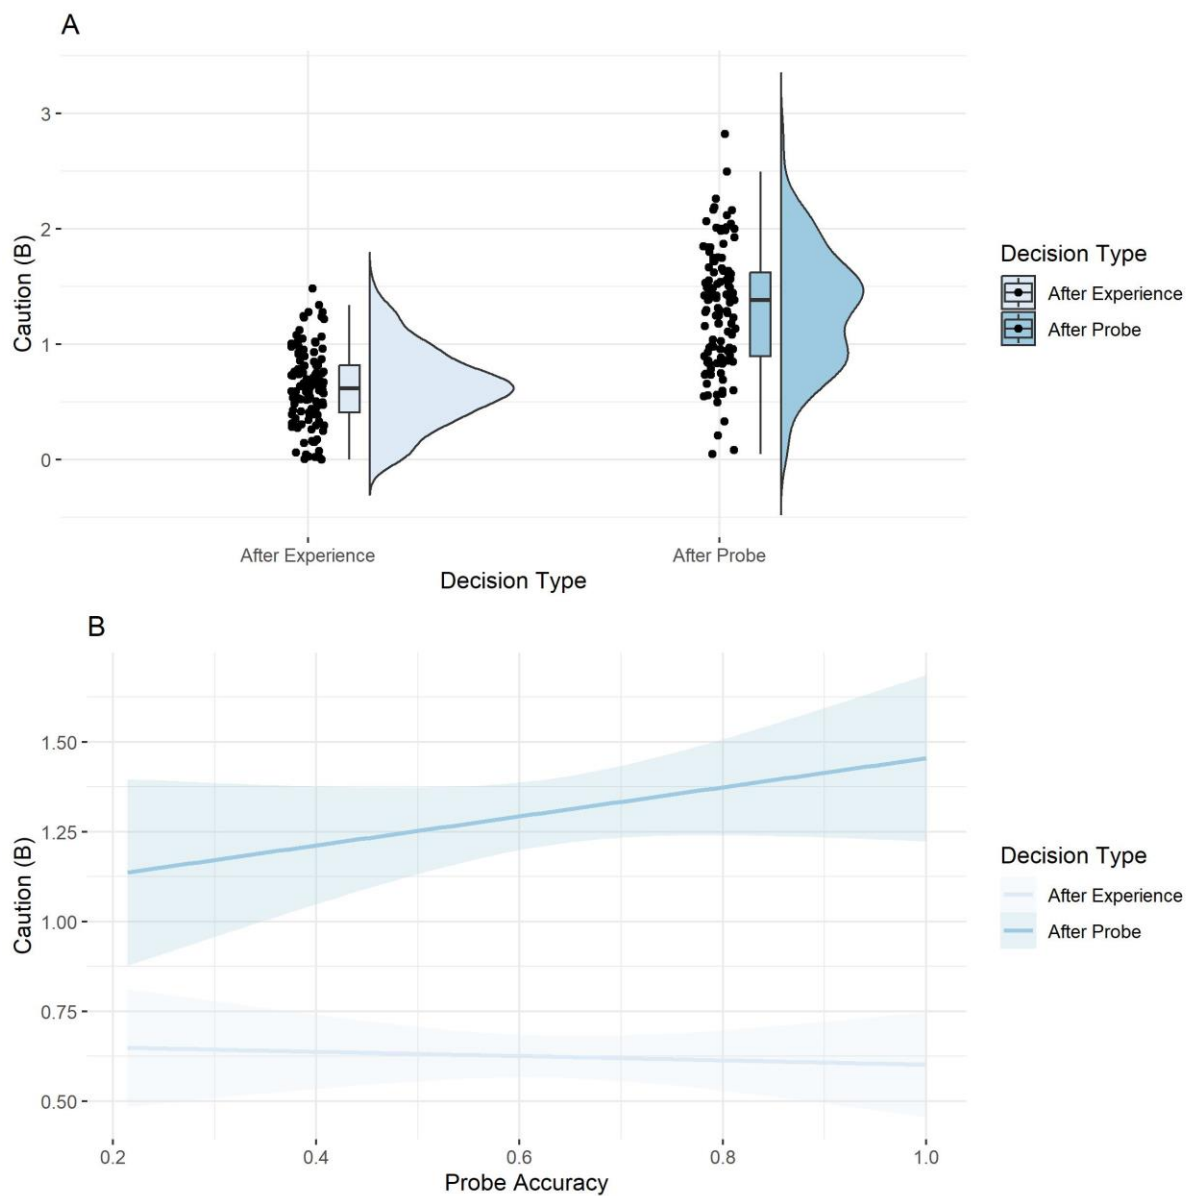 A
3
2
1
0
Caution (B)
After Experience
After Probe
Decision Type
Decision Type
After Experience
After Probe
B
1.50
1.25
1.00
0.75
0.50
Caution (B)
0.2
0.4
0.6
0.8
1.0
Probe Accuracy
Decision Type
After Experience
After Probe